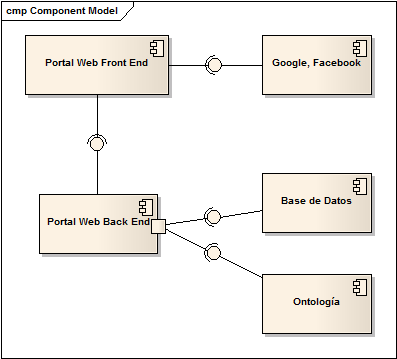 cmp Component Model
Portal Web Front End
Google, Facebook
Portal Web Back End
Base de Datos
Ontología